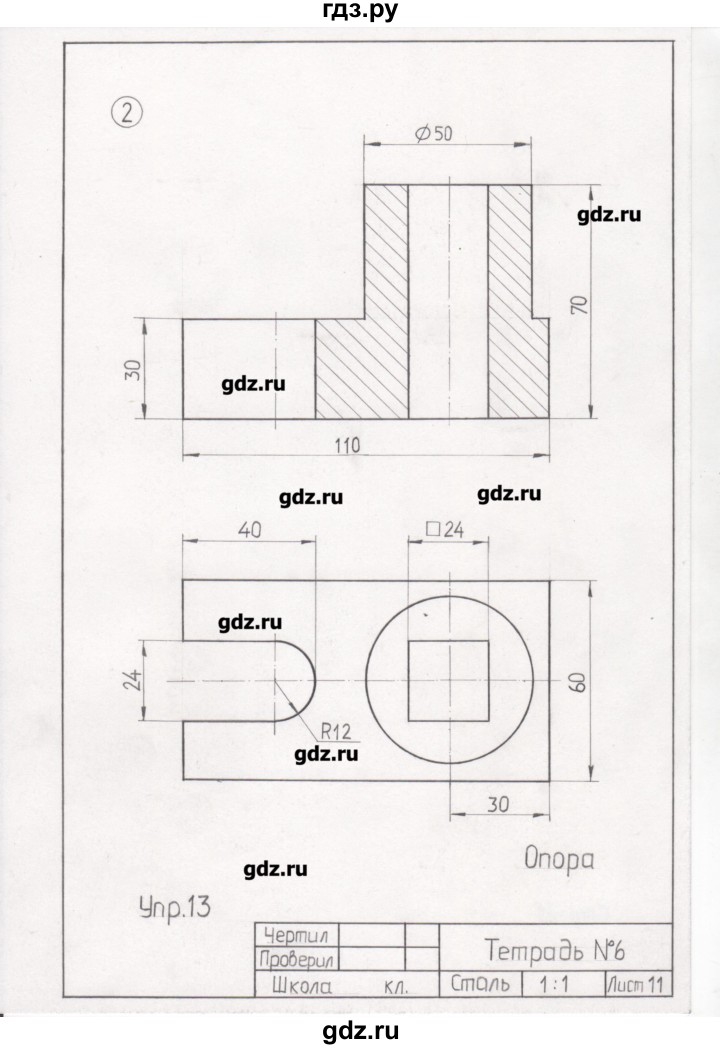 гдз.ру
2
⌀50
gdz.ru
70
30
gdz.ru
110
gdz.ru
gdz.ru
40
□24
gdz.ru
24
60
R12
gdz.ru
30
Опора
gdz.ru
Упр.13
Чертил
Проверил
Тетрадь №6
Школа кл.
Сталь
1:1
Лист 11
gdz.ru